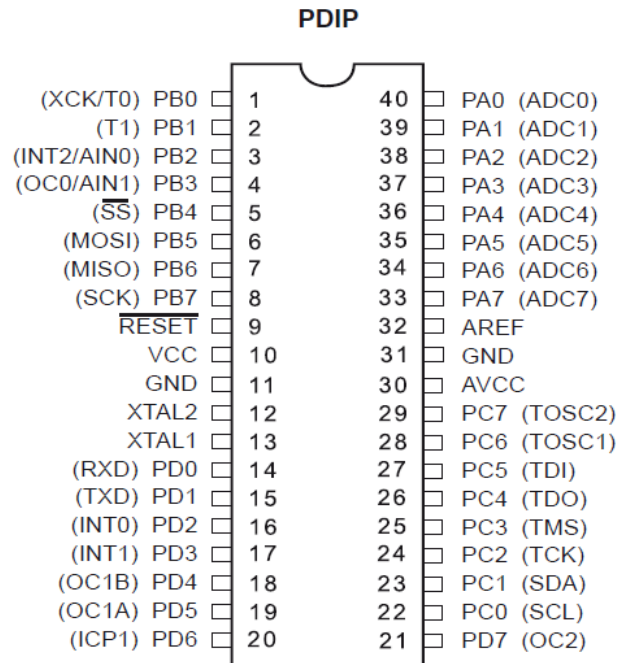 PDIP
(XCK/T0) PB0 1 40 PA0 (ADC0)
(T1) PB1 2 39 PA1 (ADC1)
(INT2/AIN0) PB2 3 38 PA2 (ADC2)
(OC0/AIN1) PB3 4 37 PA3 (ADC3)
(SS) PB4 5 36 PA4 (ADC4)
(MOSI) PB5 6 35 PA5 (ADC5)
(MISO) PB6 7 34 PA6 (ADC6)
(SCK) PB7 8 33 PA7 (ADC7)
RESET 9 32 AREF
VCC 10 31 GND
GND 11 30 AVCC
XTAL2 12 29 PC7 (TOSC2)
XTAL1 13 28 PC6 (TOSC1)
(RXD) PD0 14 27 PC5 (TDI)
(TXD) PD1 15 26 PC4 (TDO)
(INT0) PD2 16 25 PC3 (TMS)
(INT1) PD3 17 24 PC2 (TCK)
(OC1B) PD4 18 23 PC1 (SDA)
(OC1A) PD5 19 22 PC0 (SCL)
(ICP1) PD6 20 21 PD7 (OC2)